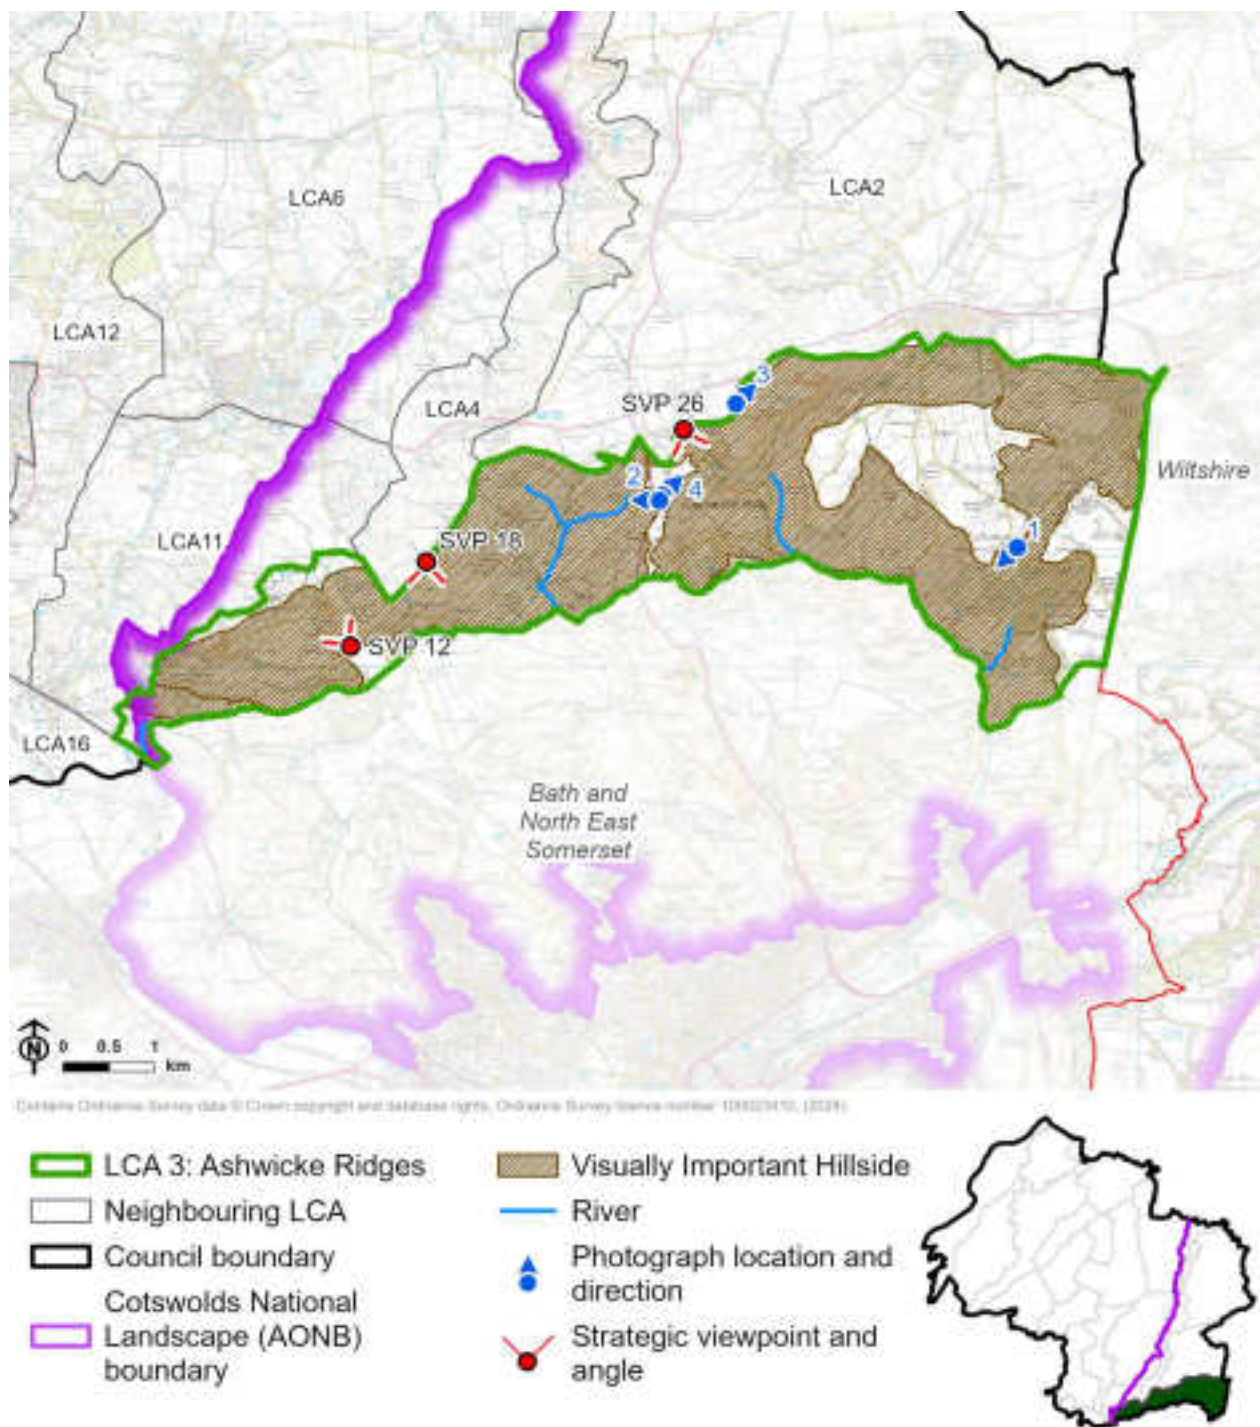 LCA6
LCA2
LCA12
LCA4
SVP 26
3
2
4
Wiltshire
1
LCA11
SVP 18
SVP 12
LCA16
Bath and
North East
Somerset
N
0 0.5 1
km
LCA 3: Ashwicke Ridges
Neighbouring LCA
Council boundary
Cotswolds National
Landscape (AONB)
boundary
Visually Important Hillside
River
Photograph location and
direction
Strategic viewpoint and
angle